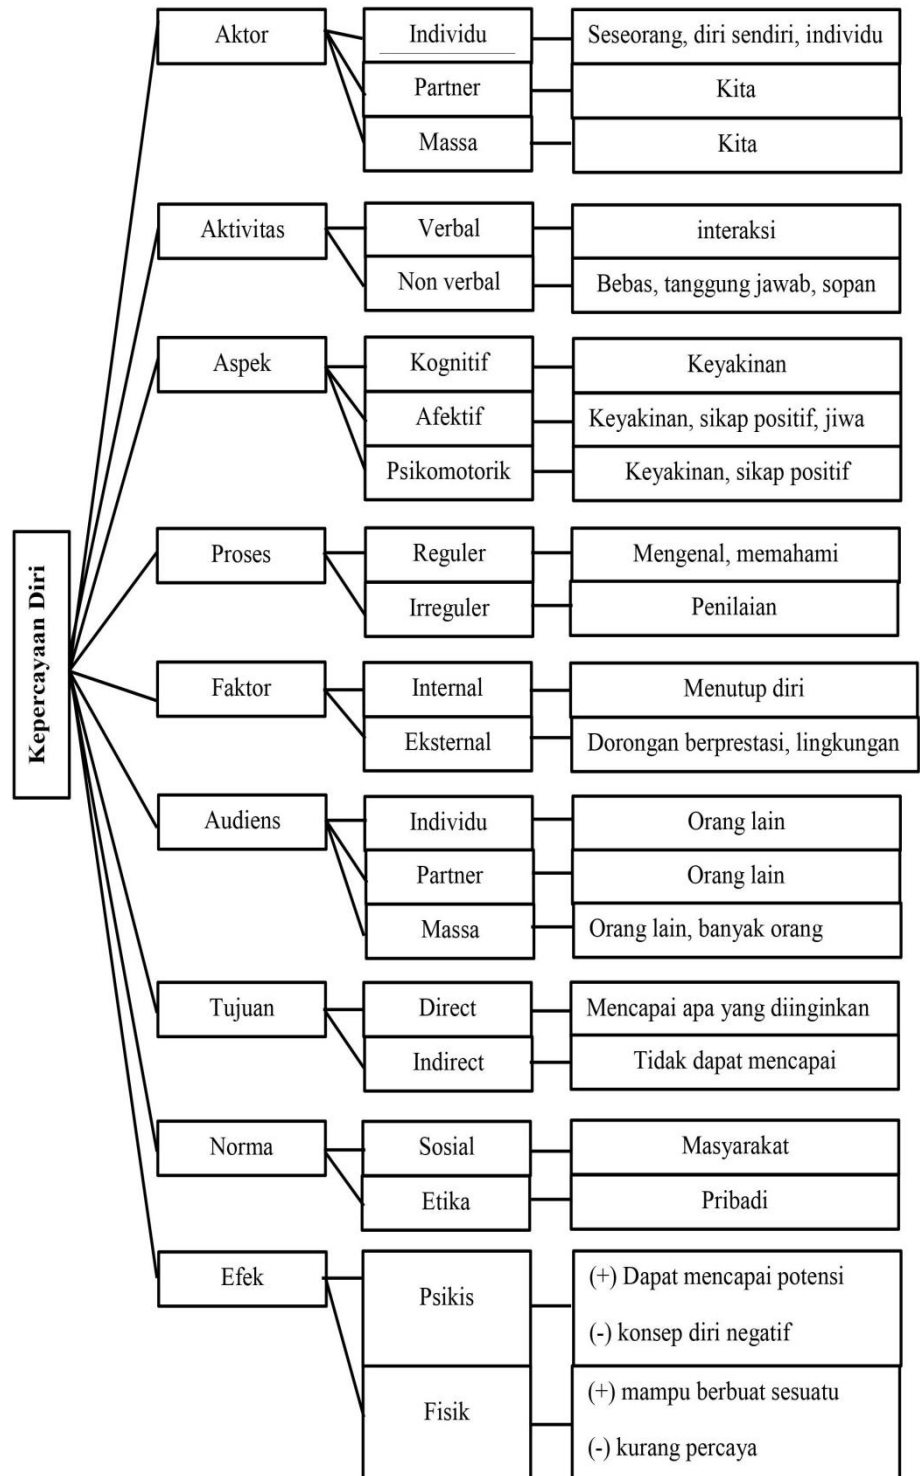 Kepercayaan Diri
Aktor
Individu
Seseorang, diri sendiri, individu
Partner
Kita
Massa
Kita
Aktivitas
Verbal
interaksi
Non verbal
Bebas, tanggung jawab, sopan
Aspek
Kognitif
Keyakinan
Afektif
Keyakinan, sikap positif, jiwa
Psikomotorik
Keyakinan, sikap positif
Proses
Reguler
Mengenal, memahami
Irreguler
Penilaian
Faktor
Internal
Menutup diri
Eksternal
Dorongan berprestasi, lingkungan
Audiens
Individu
Orang lain
Partner
Orang lain
Massa
Orang lain, banyak orang
Tujuan
Direct
Mencapai apa yang diinginkan
Indirect
Tidak dapat mencapai
Norma
Sosial
Masyarakat
Etika
Pribadi
Efek
Psikis
(+) Dapat mencapai potensi
(-) konsep diri negatif
Fisik
(+) mampu berbuat sesuatu
(-) kurang percaya